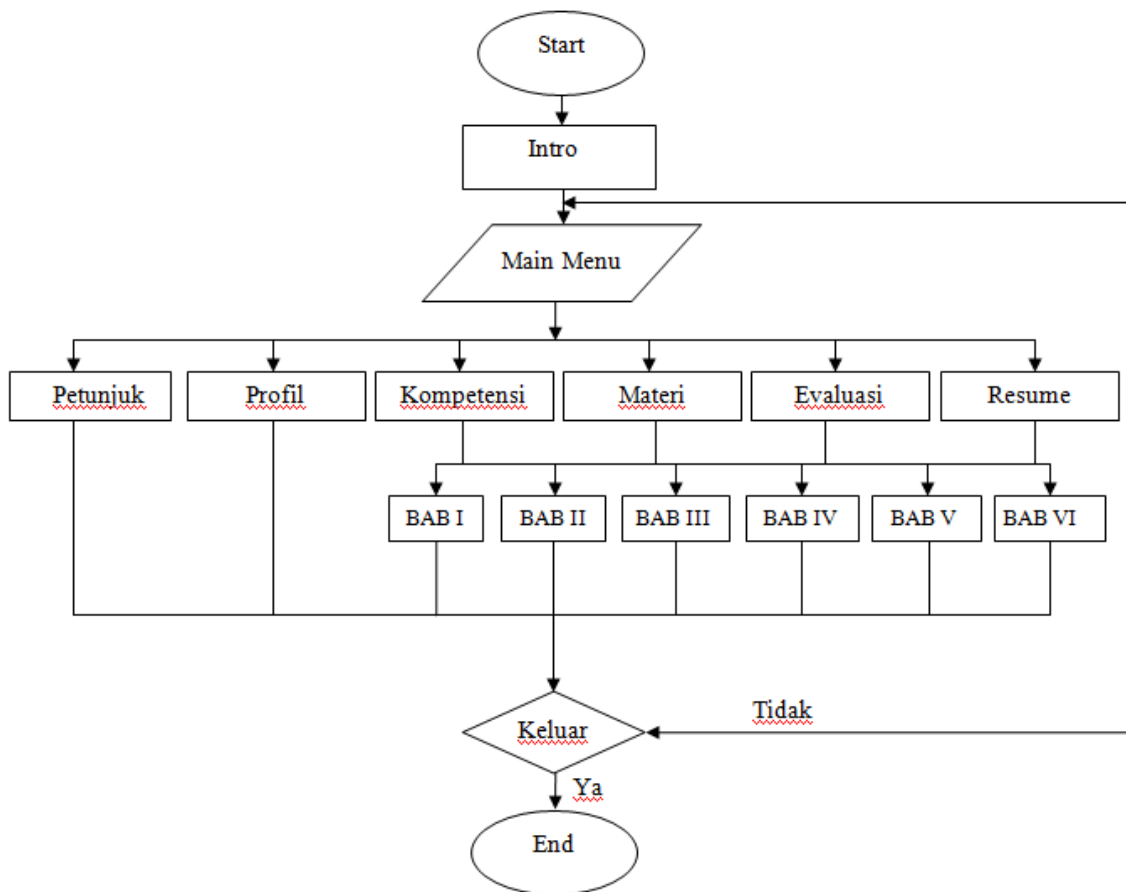 Start
Intro
Main Menu
Petunjuk
Profil
Kompetensi
Materi
Evaluasi
Resume
BAB I
BAB II
BAB III
BAB IV
BAB V
BAB VI
Tidak
Keluar
Ya
End